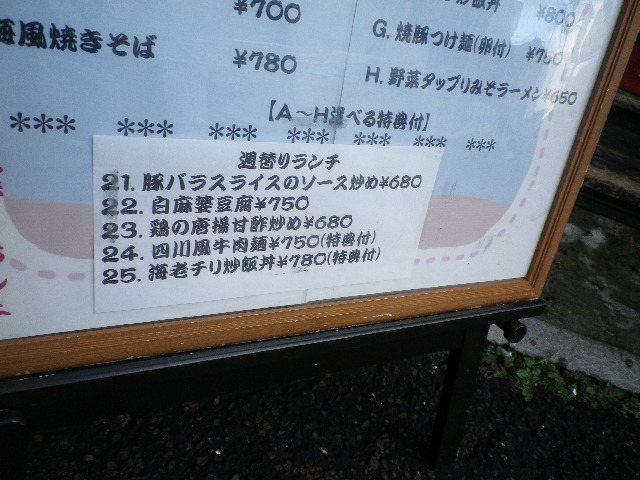 ¥700
海風焼きそば
¥780
炒飯丼
¥800
G. 焼豚つけ麺(卵付) ¥750
H. 野菜タップリみそラーメン¥650
【A～H選べる特典付】
*** *** *** *** *** *** ***
週替りランチ
21. 豚バラスライスのソース炒め¥680
22. 白麻婆豆腐¥750
23. 鶏の唐揚甘酢炒め¥680
24. 四川風牛肉麺¥750(特典付)
25. 海老チリ炒飯丼¥780(特典付)